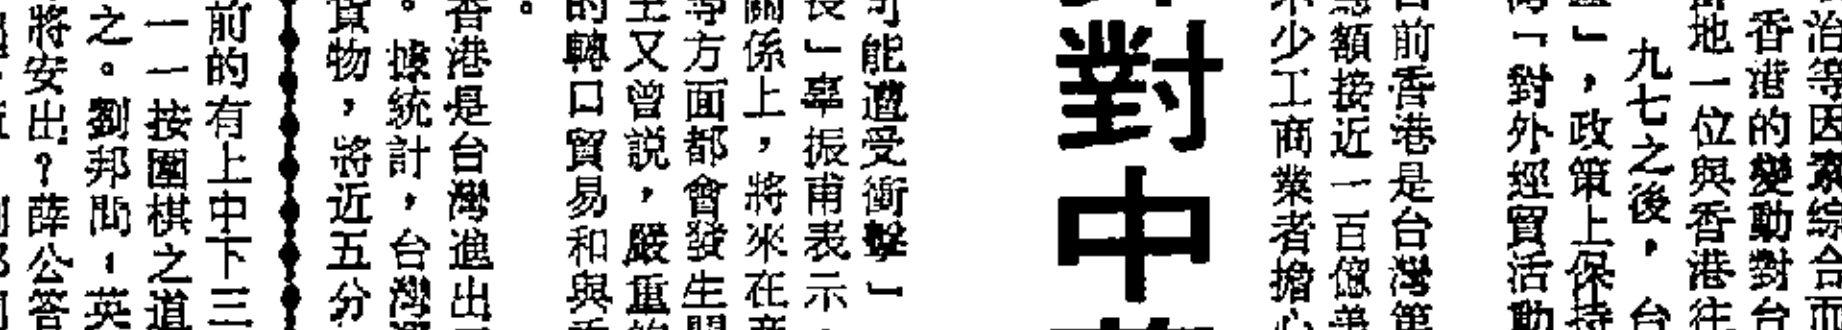 治等因素綜合而
香港的變動對台
地一位與香港往
九七之後，台
」，政策上保持
「對外經貿活動
前香港是台灣第
總額接近一百億美
少工商業者擔心
對中
可能遭受衝擊」
長」辜振甫表示，
關係上，將來在商
等方面都會發生關
主又曾説，嚴重的
的轉口貿易和與香
。
香港是台灣進出
。據統計，台灣
貨物，將近五分
前的有上中下三
一一按圍棋之道
之。劉邦問，英
將安出？薛公答